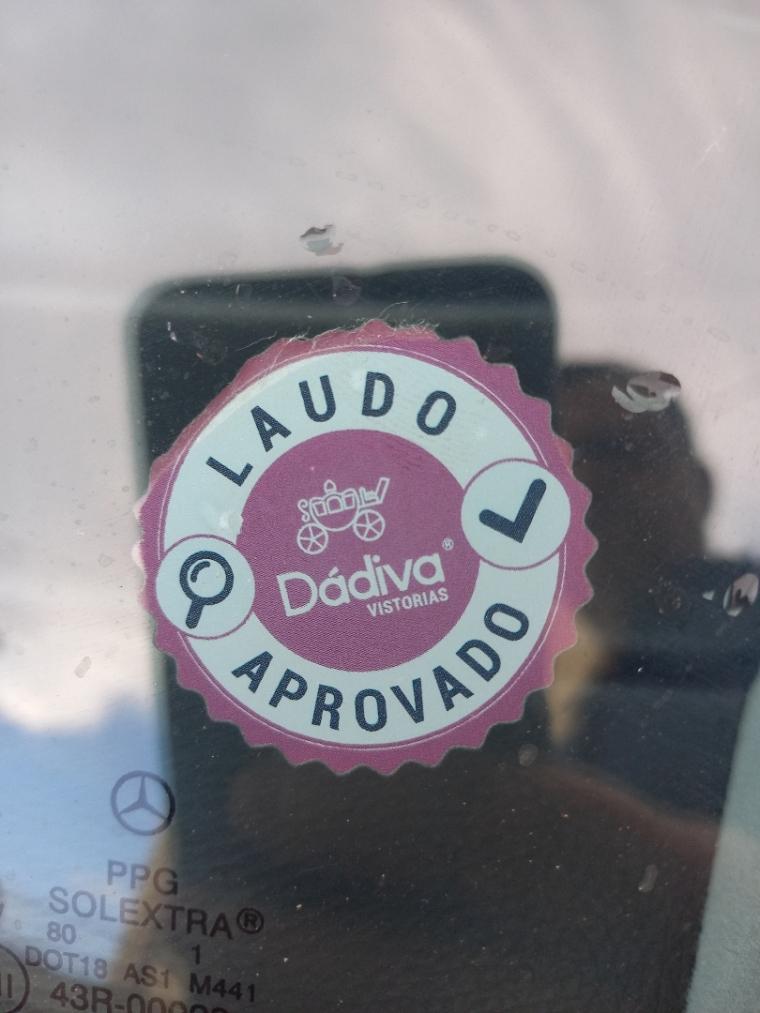 LAUDO
Dádiva®
VISTORIAS
APROVADO
PPG
SOLEXTRA®
80 1
DOT18 AS1 M441